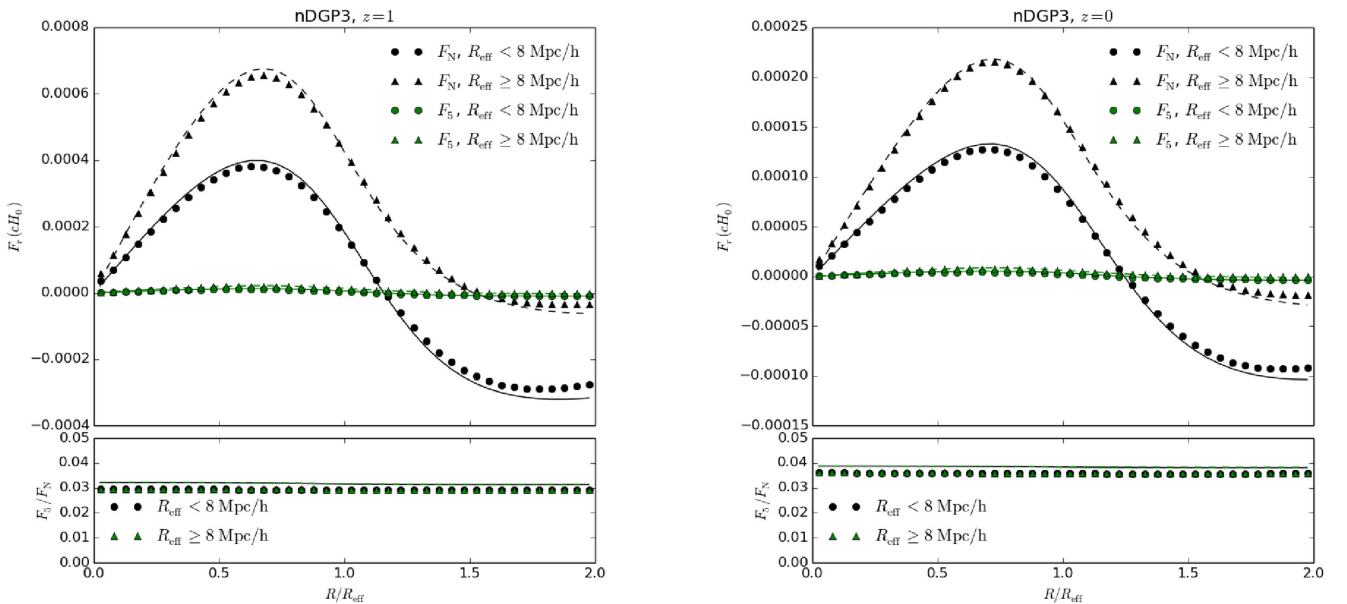 nDGP3, z=1
0.0008
0.0006
0.0004
0.0002
0.0000
−0.0002
−0.0004
F_r (cH_0)
F_N, R_eff < 8 Mpc/h
F_N, R_eff ≥ 8 Mpc/h
F_5, R_eff < 8 Mpc/h
F_5, R_eff ≥ 8 Mpc/h
0.05
0.04
0.03
0.02
0.01
0.00
F_5/F_N
R_eff < 8 Mpc/h
R_eff ≥ 8 Mpc/h
0.0 0.5 1.0 1.5 2.0
R/R_eff
nDGP3, z=0
0.00025
0.00020
0.00015
0.00010
0.00005
0.00000
−0.00005
−0.00010
−0.00015
F_r (cH_0)
F_N, R_eff < 8 Mpc/h
F_N, R_eff ≥ 8 Mpc/h
F_5, R_eff < 8 Mpc/h
F_5, R_eff ≥ 8 Mpc/h
0.05
0.04
0.03
0.02
0.01
0.00
F_5/F_N
R_eff < 8 Mpc/h
R_eff ≥ 8 Mpc/h
0.0 0.5 1.0 1.5 2.0
R/R_eff